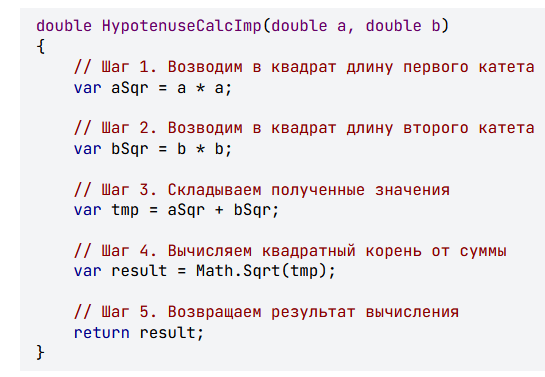 double HypotenuseCalcImp(double a, double b)
{
    // Шаг 1. Возводим в квадрат длину первого катета
    var aSqr = a * a;

    // Шаг 2. Возводим в квадрат длину второго катета
    var bSqr = b * b;

    // Шаг 3. Складываем полученные значения
    var tmp = aSqr + bSqr;

    // Шаг 4. Вычисляем квадратный корень от суммы
    var result = Math.Sqrt(tmp);

    // Шаг 5. Возвращаем результат вычисления
    return result;
}